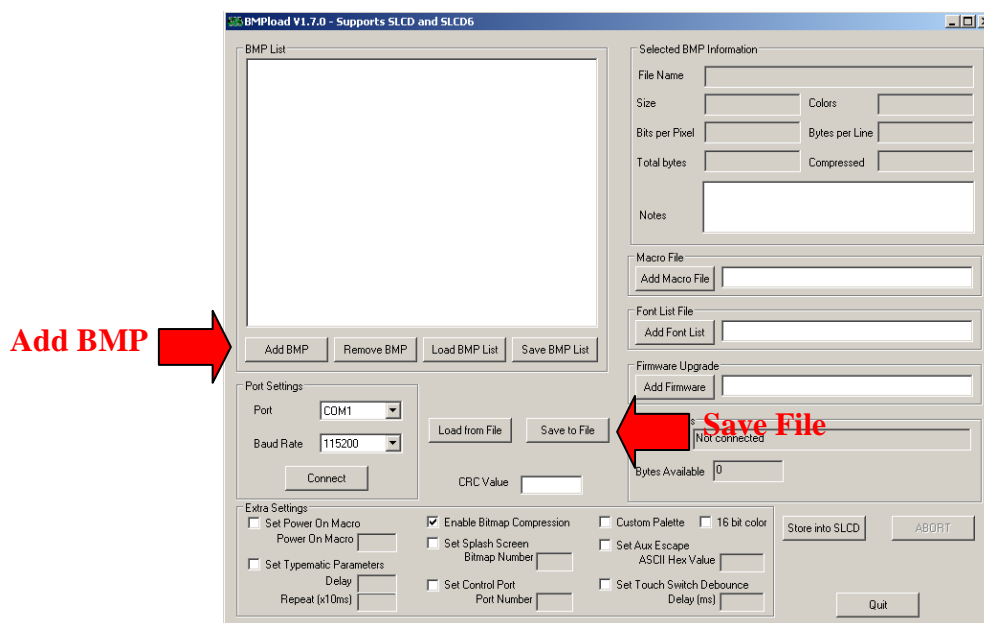 BMPload V1.7.0 - Supports SLCD and SLCD6
BMP List
Add BMP
Remove BMP
Load BMP List
Save BMP List
Add BMP
Selected BMP Information
File Name
Size
Colors
Bits per Pixel
Bytes per Line
Total bytes
Compressed
Notes
Macro File
Add Macro File
Font List File
Add Font List
Firmware Upgrade
Add Firmware
Port Settings
Port
COM1
Baud Rate
115200
Connect
Load from File
Save to File
CRC Value
Save File
Not connected
Bytes Available
0
Extra Settings
Set Power On Macro
Power On Macro
Set Typematic Parameters
Delay
Repeat (x10ms)
Enable Bitmap Compression
Set Splash Screen
Bitmap Number
Set Control Port
Port Number
Custom Palette
16 bit color
Set Aux Escape
ASCII Hex Value
Set Touch Switch Debounce
Delay (ms)
Store into SLCD
ABORT
Quit